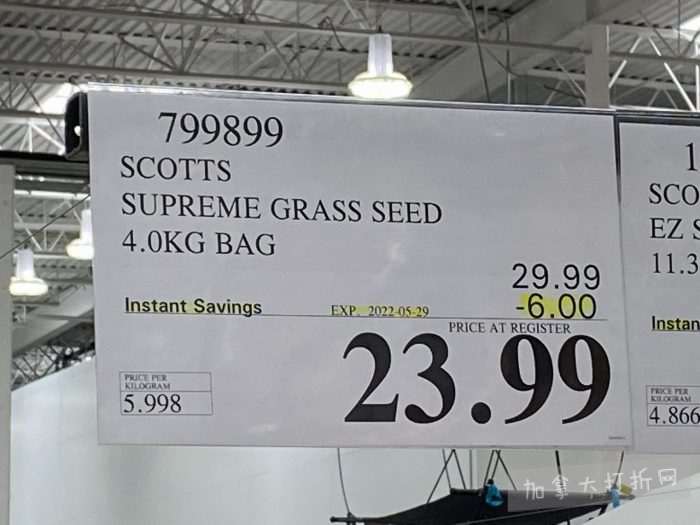 799899
SCOTTS
SUPREME GRASS SEED
4.0KG BAG
29.99
Instant Savings EXP. 2022-05-29 -6.00
PRICE AT REGISTER
23.99
PRICE PER
KILOGRAM
5.998
1
SCO
EZ S
11.3
Instan
PRICE PER
KILOGRAM
4.866
加拿大打折网